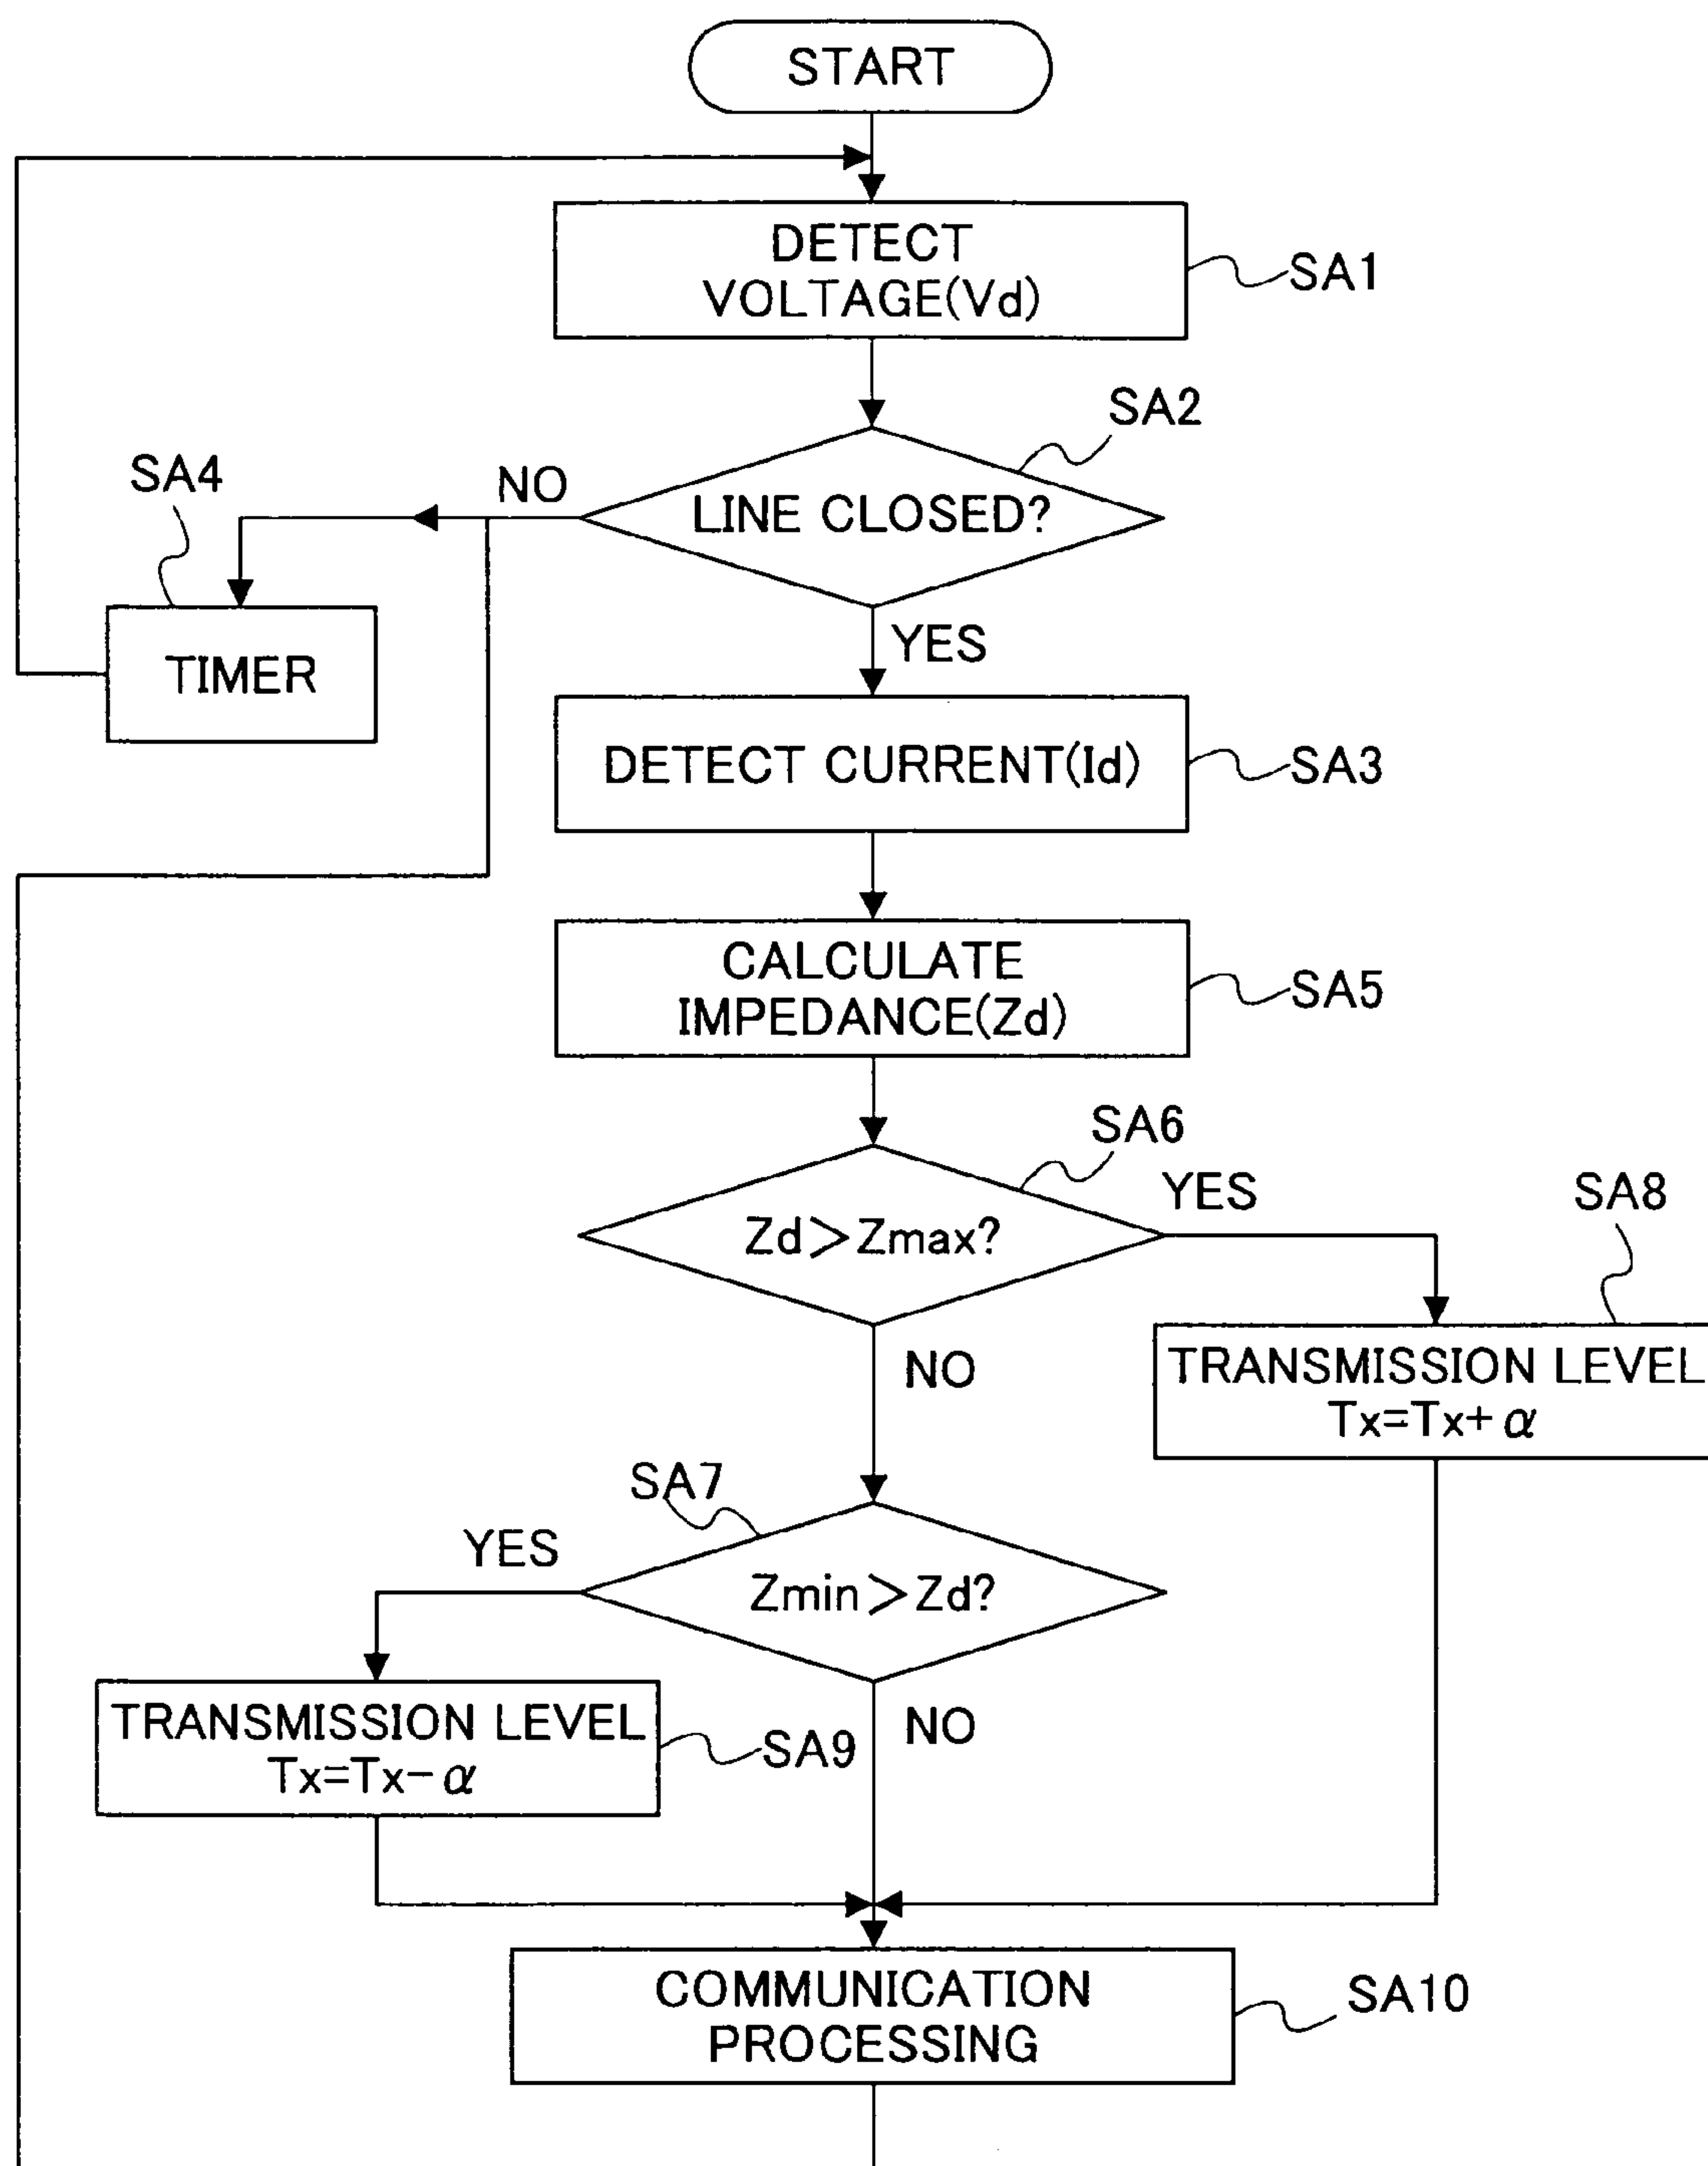 START
DETECT
VOLTAGE(Vd)
SA1
SA2
SA4
NO
LINE CLOSED?
YES
TIMER
DETECT CURRENT(Id)
SA3
CALCULATE
IMPEDANCE(Zd)
SA5
SA6
YES
SA8
Zd>Zmax?
NO
TRANSMISSION LEVEL
Tx=Tx+α
SA7
YES
Zmin>Zd?
NO
TRANSMISSION LEVEL
Tx=Tx-α
SA9
COMMUNICATION
PROCESSING
SA10